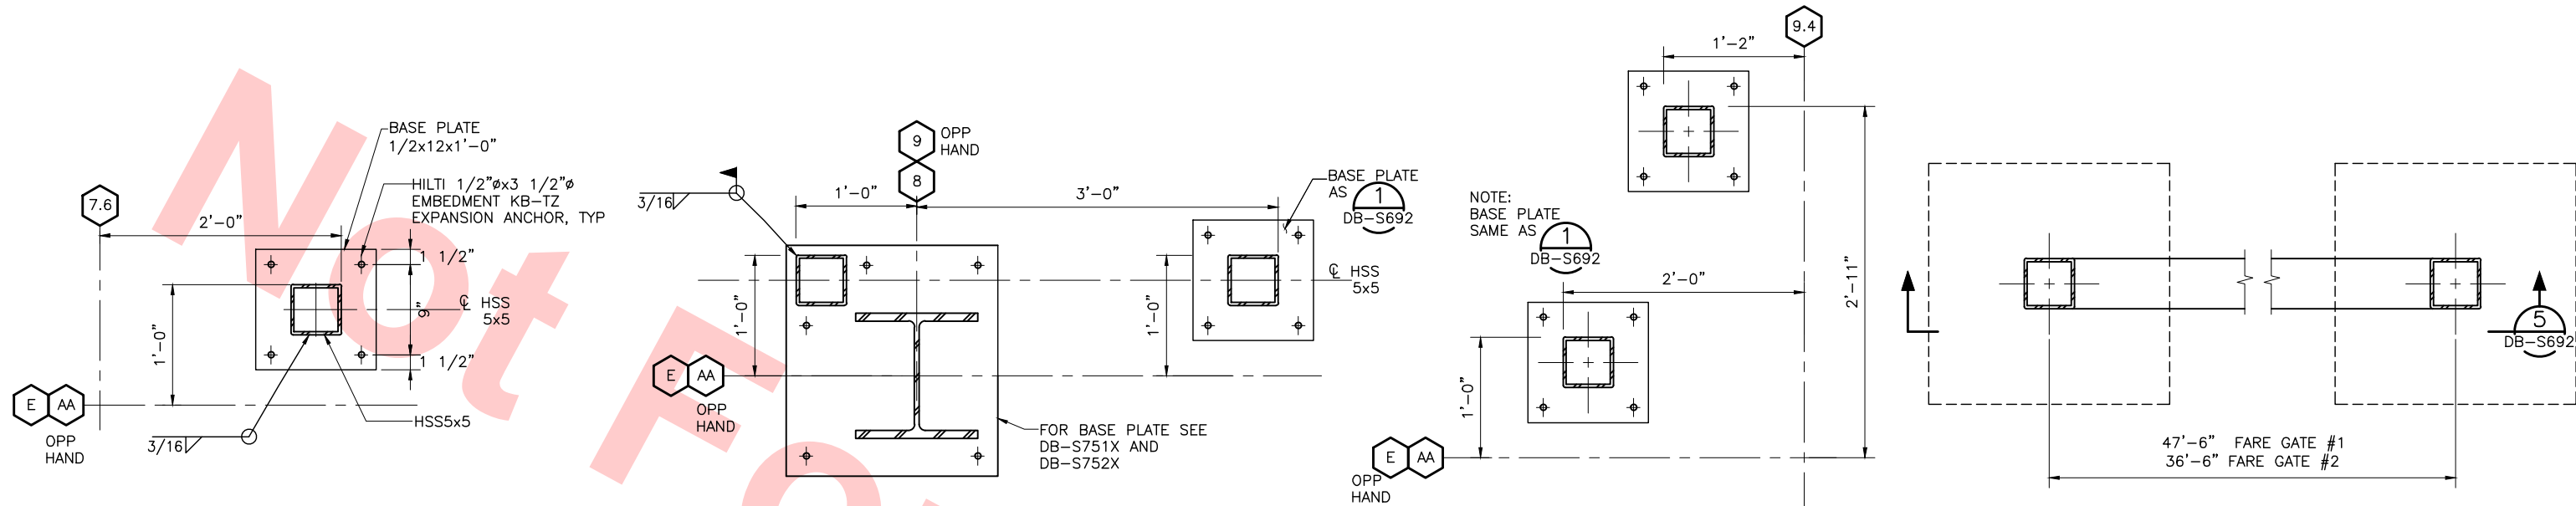 7.6
2'-0"
BASE PLATE
1/2x12x1'-0"
HILTI 1/2"øx3 1/2"ø
EMBEDMENT KB-TZ
EXPANSION ANCHOR, TYP
1 1/2"
9"
1 1/2"
℄ HSS
5x5
1'-0"
E AA
OPP
HAND
3/16
HSS5x5
9
8
OPP
HAND
3/16
1'-0"
3'-0"
BASE PLATE
AS
1
DB-S692
1'-0"
1'-0"
℄ HSS
5x5
E AA
OPP
HAND
FOR BASE PLATE SEE
DB-S751X AND
DB-S752X
9.4
1'-2"
NOTE:
BASE PLATE
SAME AS
1
DB-S692
2'-0"
2'-11"
1'-0"
E AA
OPP
HAND
5
DB-S692
47'-6" FARE GATE #1
36'-6" FARE GATE #2
Not Fo